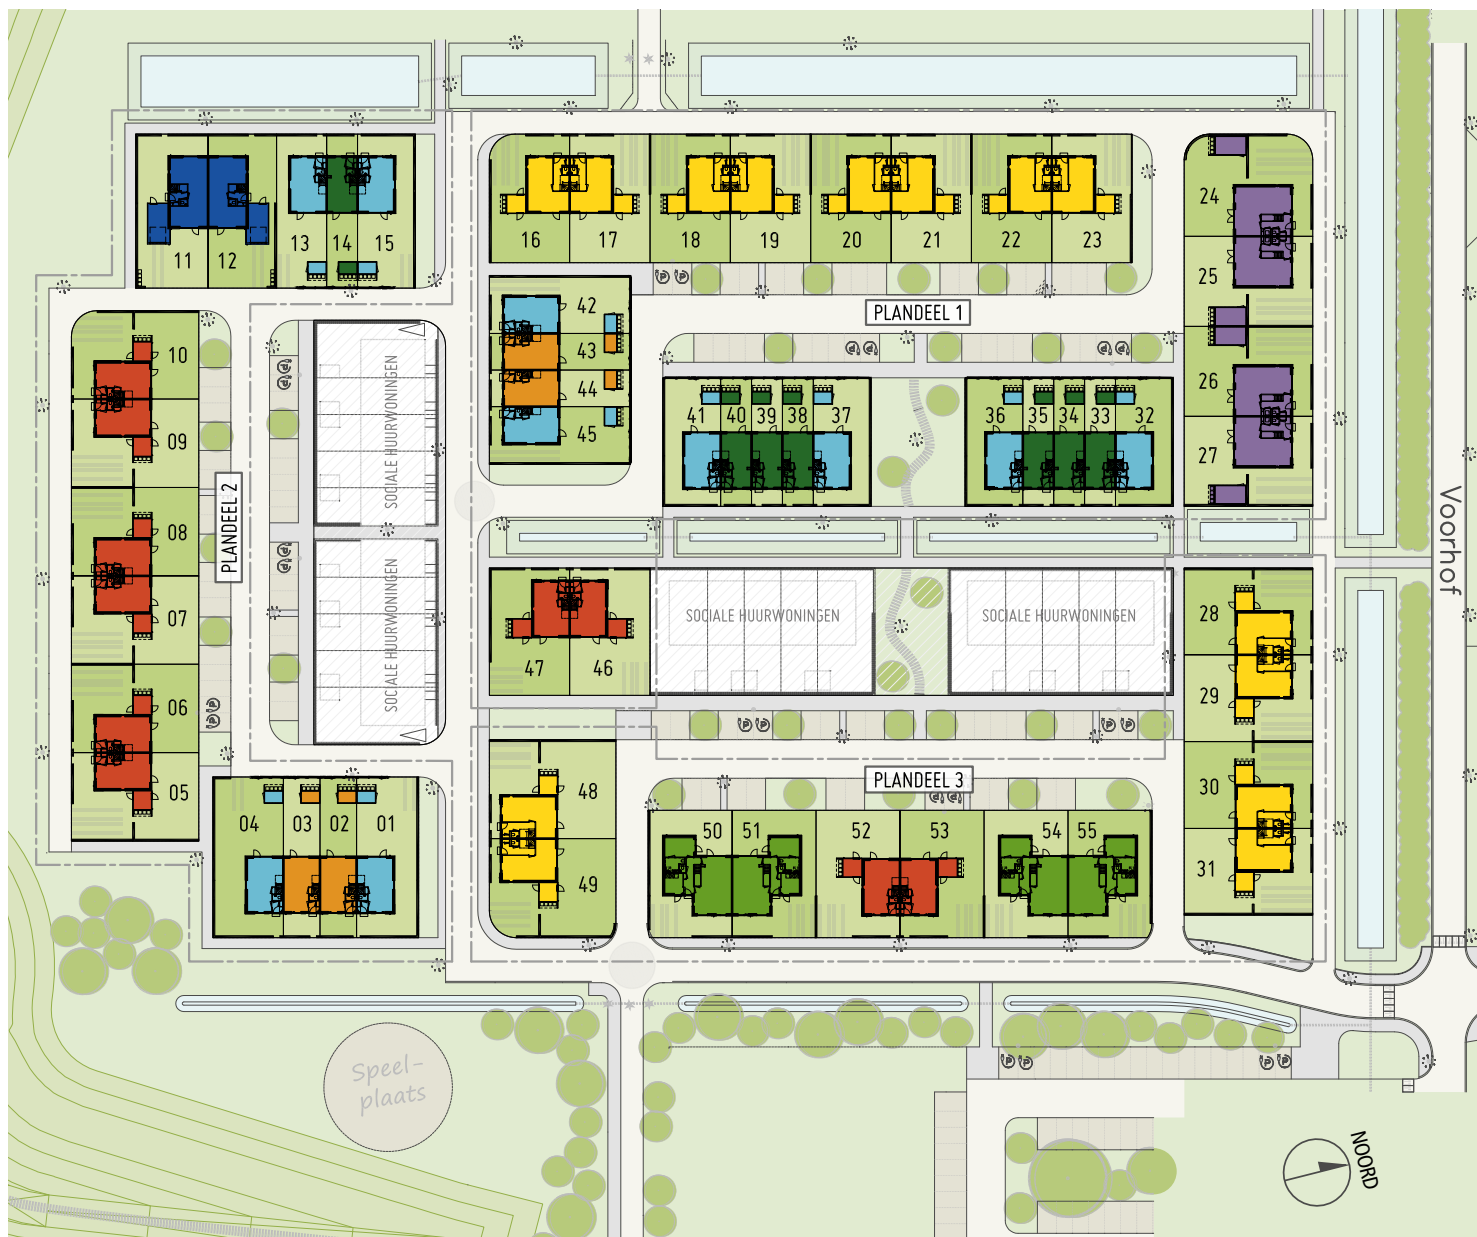 11 12
13 14 15
16 17
18 19
20 21
22 23
24
25
26
27
PLANDEEL 1
42
43
44
45
41 40 39 38 37
36 35 34 33 32
10
09
08
07
06
05
PLANDEEL 2
SOCIALE HUURWONINGEN
SOCIALE HUURWONINGEN
Voorhof
47 46
SOCIALE HUURWONINGEN
SOCIALE HUURWONINGEN
28
29
30
31
48
49
PLANDEEL 3
50 51
52 53
54 55
04 03 02 01
Speel-
plaats
NOORD